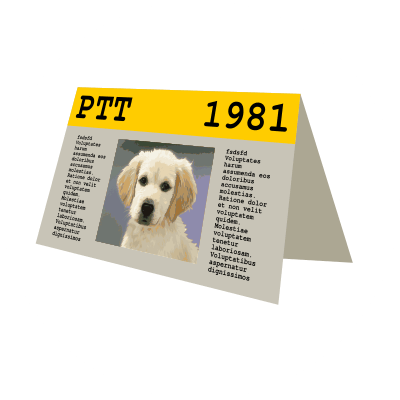 PTT 1981
fsdsfd
Voluptates
harum
assumenda eos
doloribus
accusamus
molestias.
Ratione dolor
et non velit
voluptatem
quidem.
Molestiae
voluptatem
tenetur
laboriosam.
Voluptatibus
aspernatur
dignissimos
fsdsfd
Voluptates
harum
assumenda eos
doloribus
accusamus
molestias.
Ratione dolor
et non velit
voluptatem
quidem.
Molestiae
voluptatem
tenetur
laboriosam.
Voluptatibus
aspernatur
dignissimos